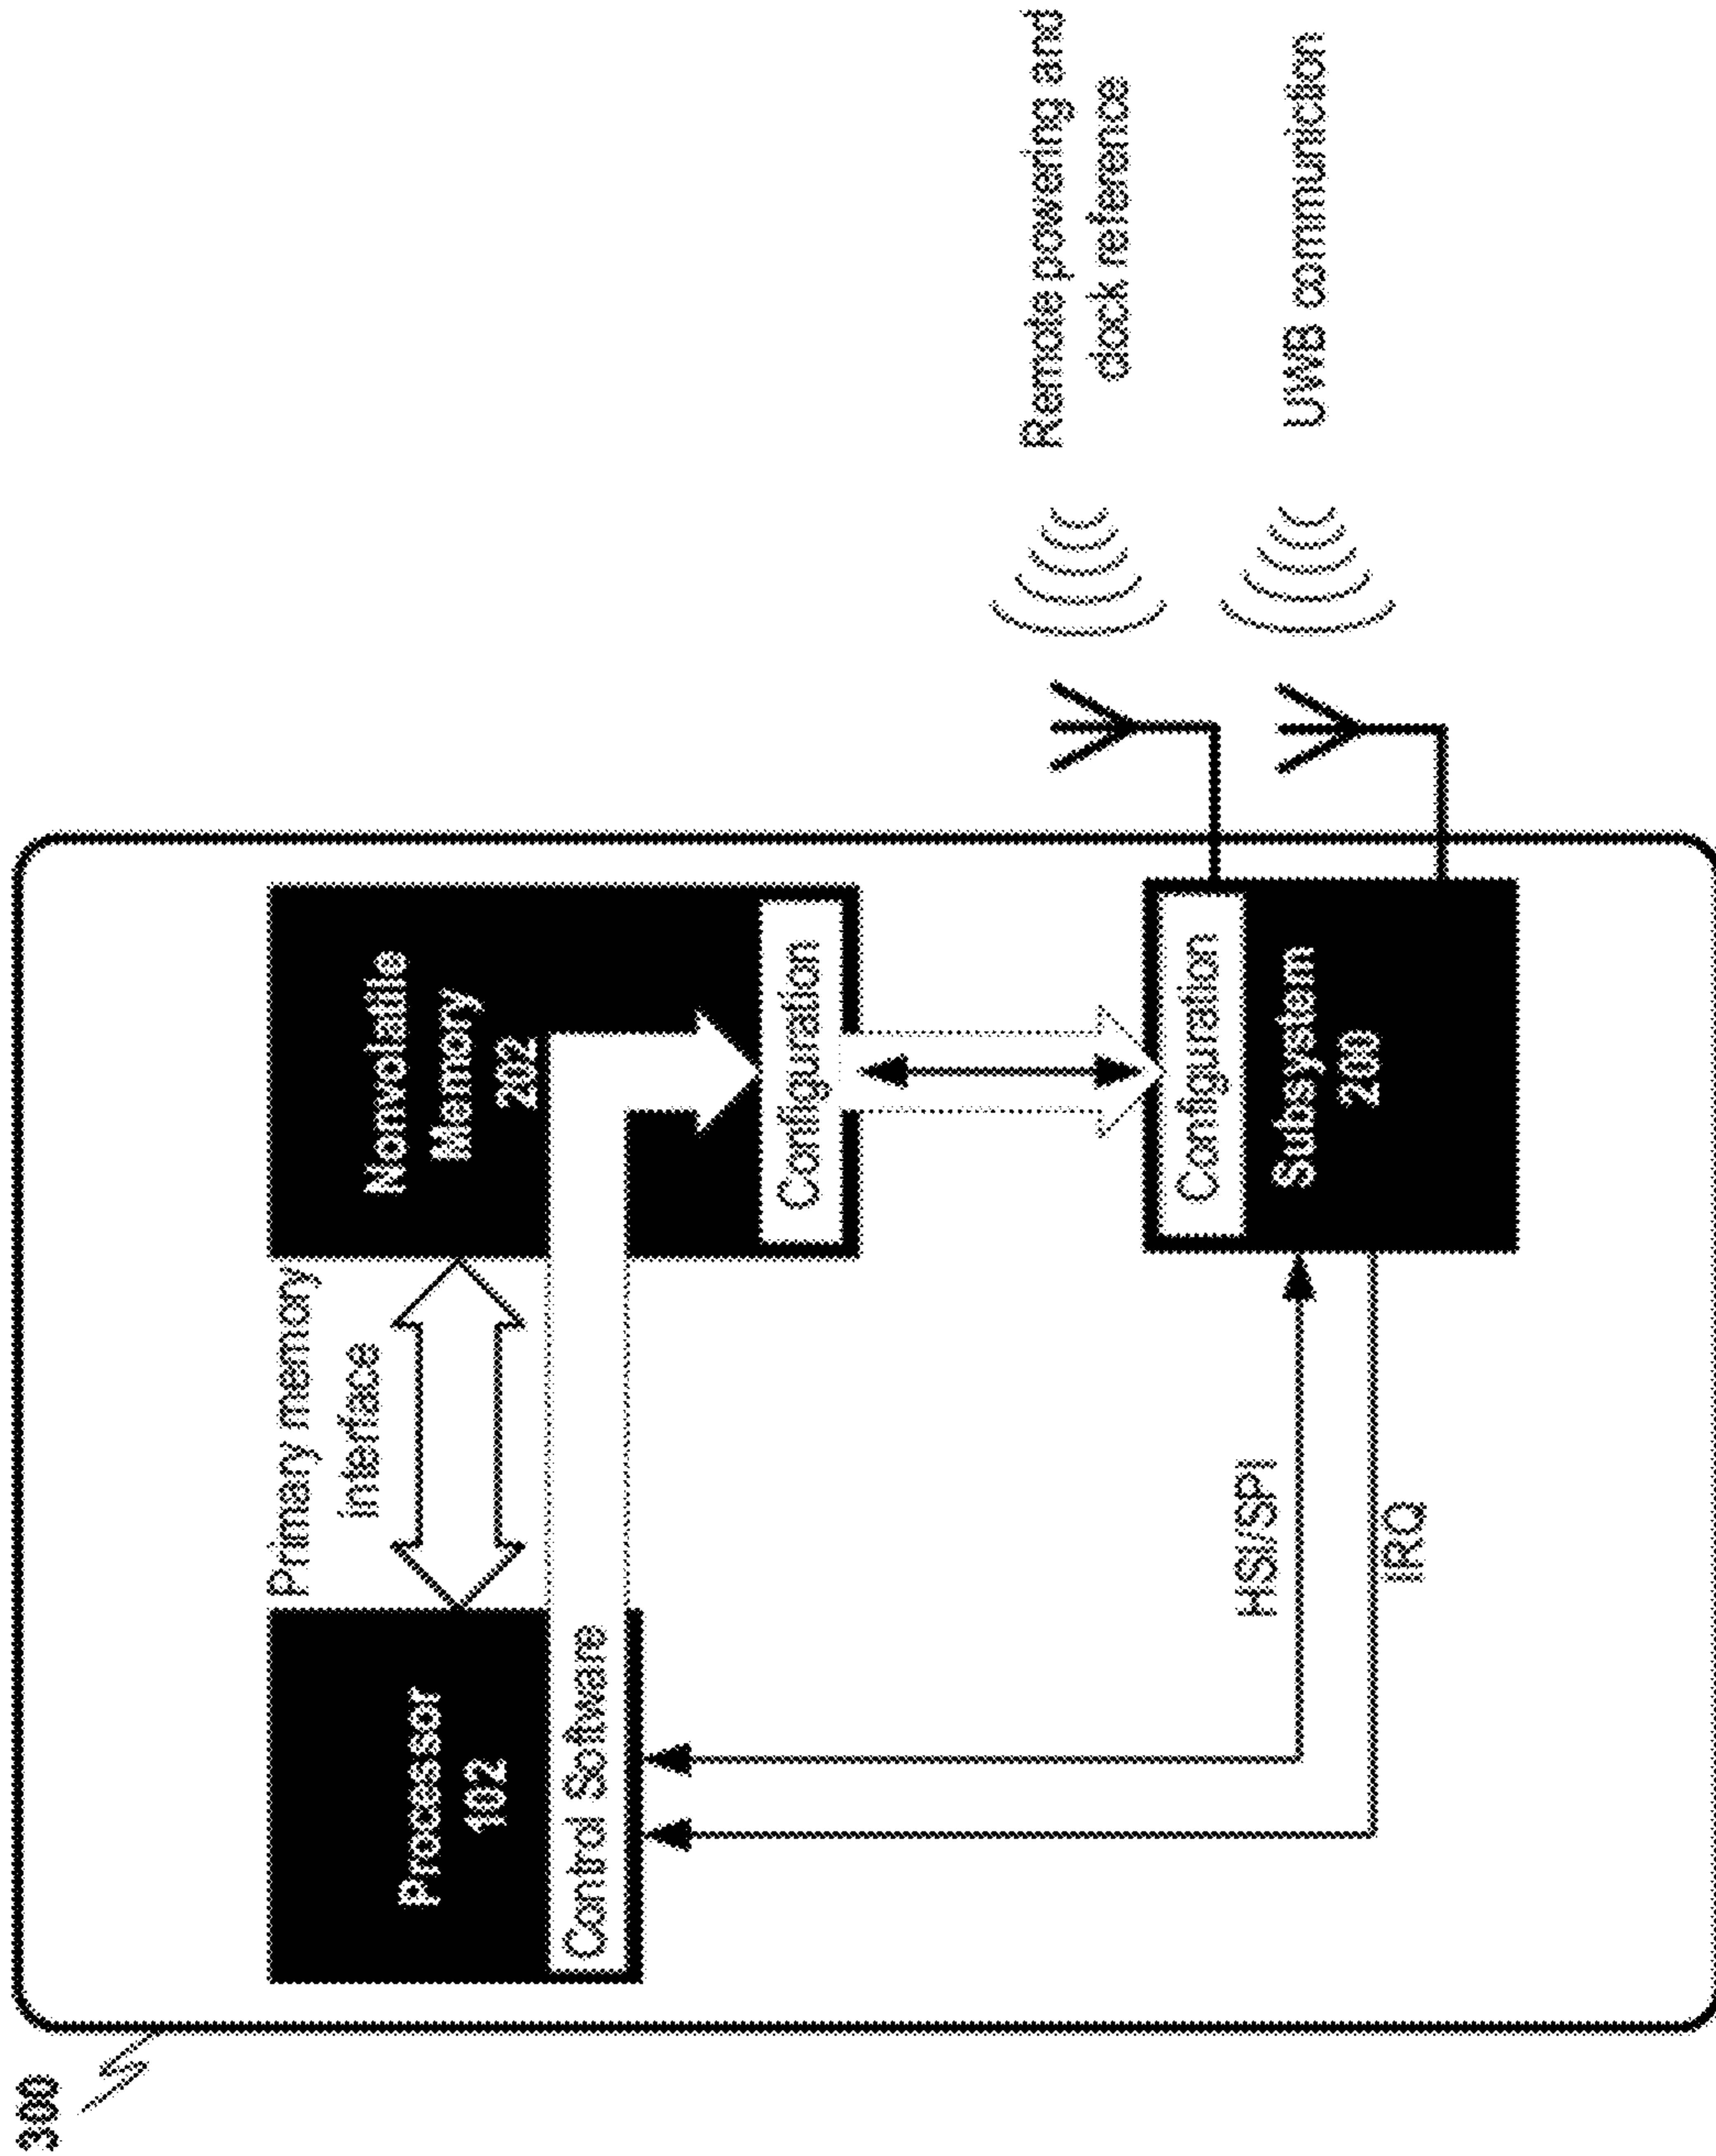 300
Processor
102
Control Software
Primary memory
interface
Nonvolatile
Memory
202
Configuration
Configuration
Subsystem
200
HSI/SPI
IRQ
Remote powering and
clock reference
UWB communiction